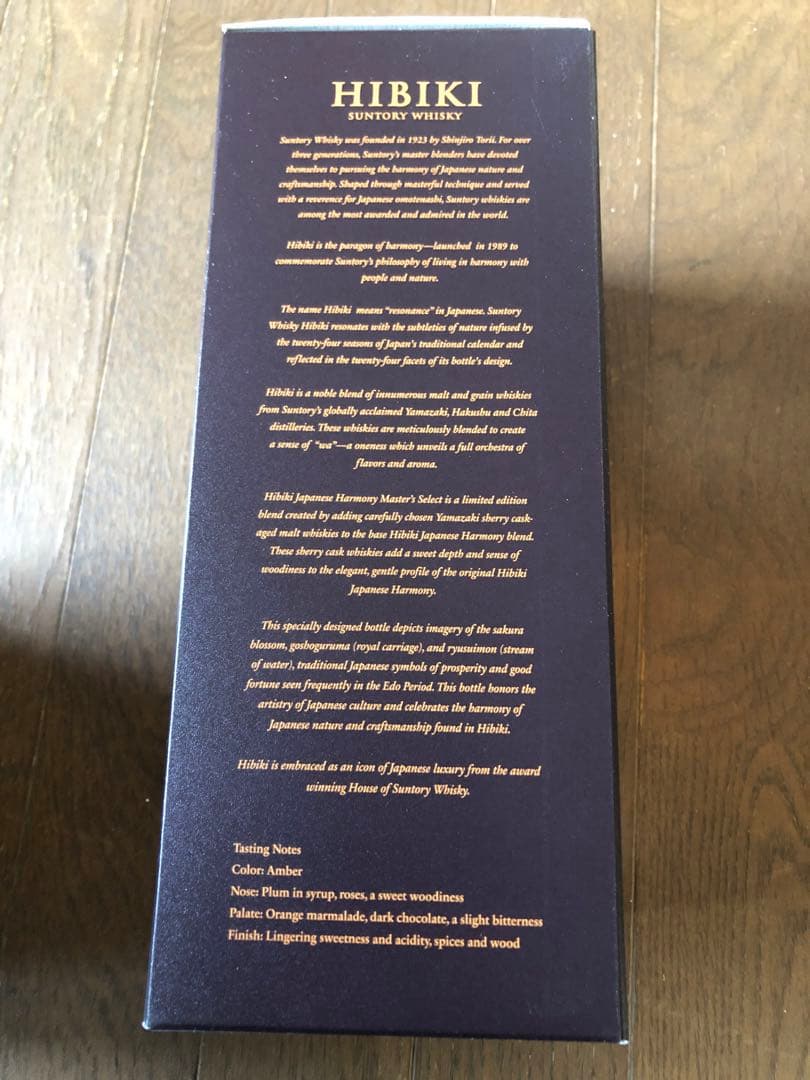 HIBIKI
SUNTORY WHISKY
Suntory Whisky was founded in 1923 by Shinjiro Torii. For over
three generations, Suntory's master blenders have devoted
themselves to pursuing the harmony of Japanese nature and
craftsmanship. Shaped through masterful technique and served
with a reverence for Japanese omotenashi, Suntory whiskies are
among the most awarded and admired in the world.
Hibiki is the paragon of harmony—launched in 1989 to
commemorate Suntory's philosophy of living in harmony with
people and nature.
The name Hibiki means "resonance" in Japanese. Suntory
Whisky Hibiki resonates with the subtleties of nature infused by
the twenty-four seasons of Japan's traditional calendar and
reflected in the twenty-four facets of its bottle's design.
Hibiki is a noble blend of innumerous malt and grain whiskies
from Suntory's globally acclaimed Yamazaki, Hakushu and Chita
distilleries. These whiskies are meticulously blended to create
a sense of "wa"—a oneness which unveils a full orchestra of
flavors and aroma.
Hibiki Japanese Harmony Master's Select is a limited edition
blend created by adding carefully chosen Yamazaki sherry cask-
aged malt whiskies to the base Hibiki Japanese Harmony blend.
These sherry cask whiskies add a sweet depth and sense of
woodiness to the elegant, gentle profile of the original Hibiki
Japanese Harmony.
This specially designed bottle depicts imagery of the sakura
blossom, goshoguruma (royal carriage), and ryusuimon (stream
of water), traditional Japanese symbols of prosperity and good
fortune seen frequently in the Edo Period. This bottle honors the
artistry of Japanese culture and celebrates the harmony of
Japanese nature and craftsmanship found in Hibiki.
Hibiki is embraced as an icon of Japanese luxury from the award
winning House of Suntory Whisky.
Tasting Notes
Color: Amber
Nose: Plum in syrup, roses, a sweet woodiness
Palate: Orange marmalade, dark chocolate, a slight bitterness
Finish: Lingering sweetness and acidity, spices and wood